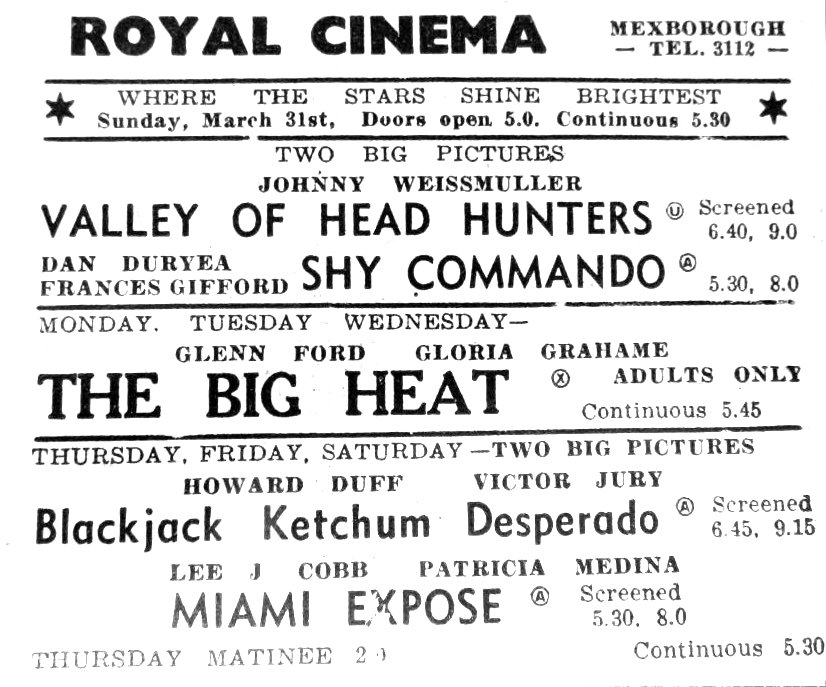 ROYAL CINEMA
MEXBOROUGH
— TEL. 3112 —
WHERE THE STARS SHINE BRIGHTEST
Sunday, March 31st, Doors open 5.0. Continuous 5.30
TWO BIG PICTURES
JOHNNY WEISSMULLER
VALLEY OF HEAD HUNTERS Ⓤ Screened
6.40, 9.0
DAN DURYEA
FRANCES GIFFORD SHY COMMANDO Ⓐ
5.30, 8.0
MONDAY. TUESDAY WEDNESDAY—
GLENN FORD GLORIA GRAHAME
THE BIG HEAT Ⓧ ADULTS ONLY
Continuous 5.45
THURSDAY, FRIDAY, SATURDAY—TWO BIG PICTURES
HOWARD DUFF VICTOR JURY
Blackjack Ketchum Desperado Ⓐ Screened
6.45, 9.15
LEE J COBB PATRICIA MEDINA
MIAMI EXPOSE Ⓐ Screened
5.30, 8.0
THURSDAY MATINEE
Continuous 5.30